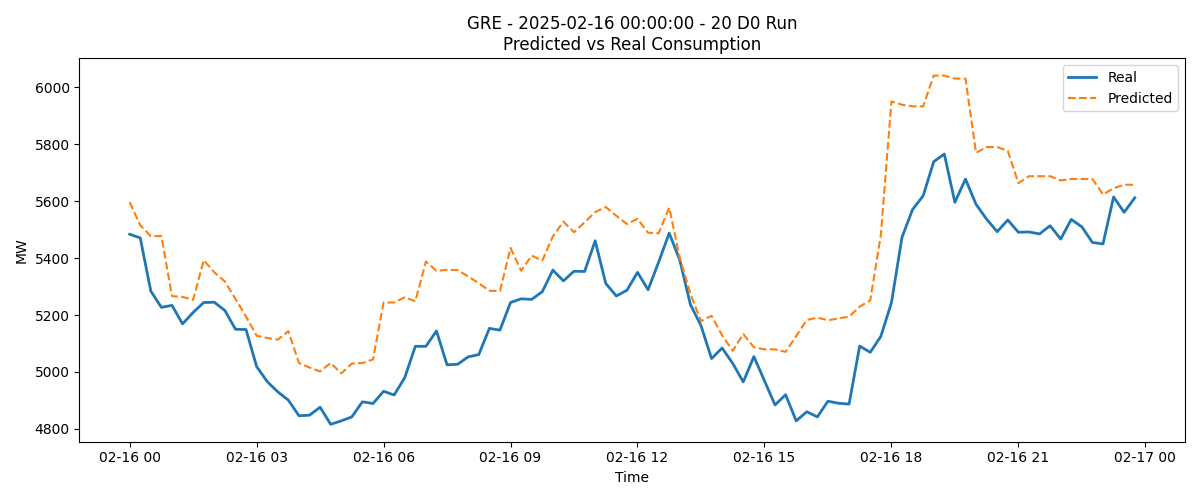 GRE - 2025-02-16 00:00:00 - 20 D0 Run
Predicted vs Real Consumption
Real
Predicted
MW
6000
5800
5600
5400
5200
5000
4800
02-16 00
02-16 03
02-16 06
02-16 09
02-16 12
02-16 15
02-16 18
02-16 21
02-17 00
Time